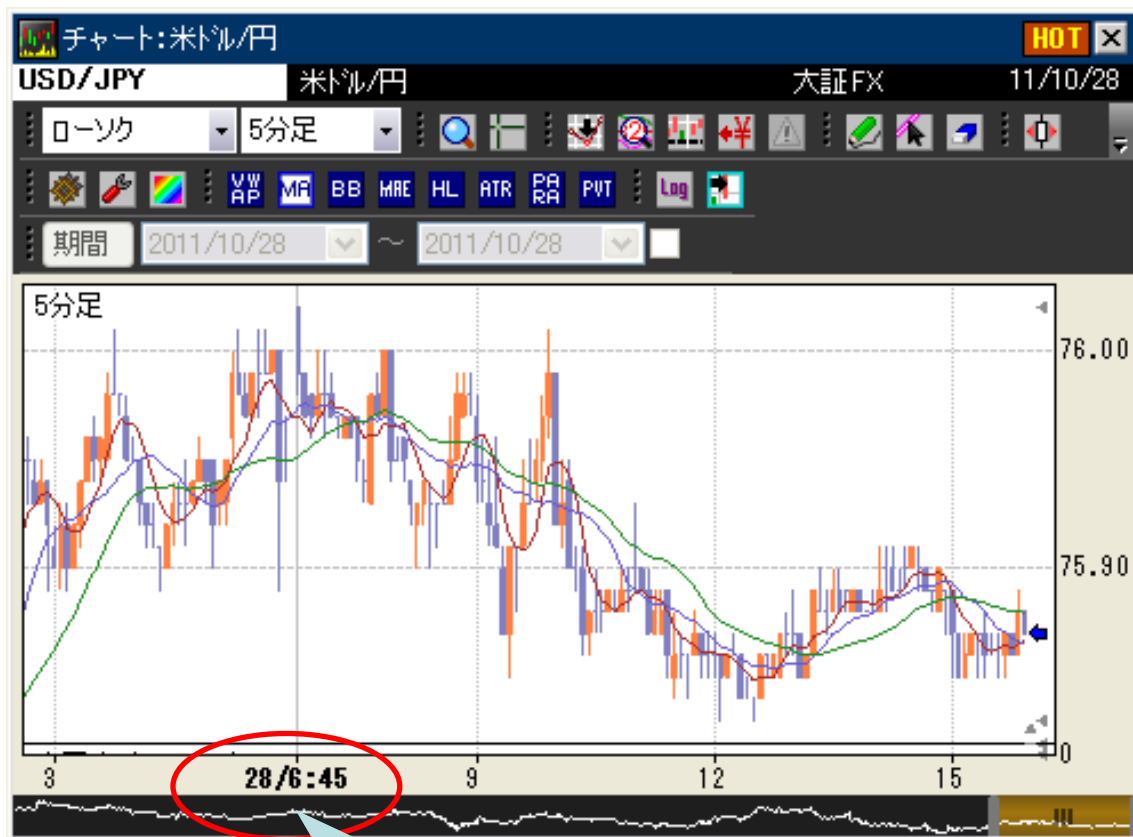 チャート:米ドル/円 HOT
USD/JPY 米ドル/円 大証FX 11/10/28
ローソク 5分足
VWAP MA BB MAE HL ATR PARA PVT Log
期間 2011/10/28 ～ 2011/10/28
5分足
76.00
75.90
0
3 28/6:45 9 12 15